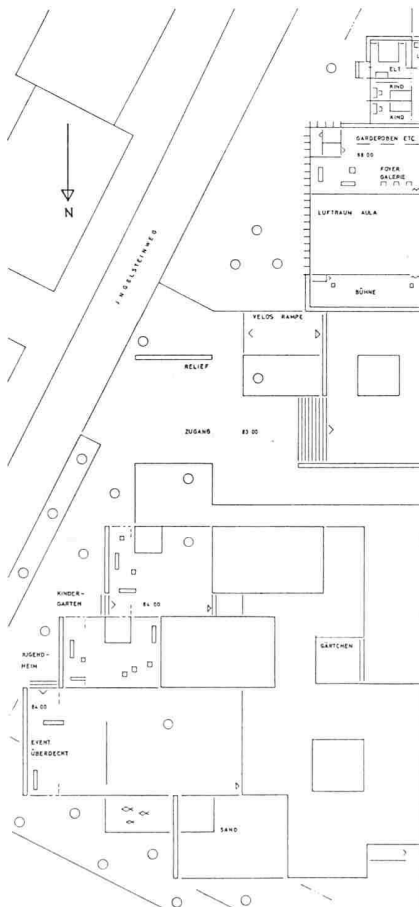 ELT
KIND
KIND
GARDEROBEN ETC
88 00
FOYER
GALERIE
N
LUFTRAUM AULA
BÜHNE
VELOS RAMPE
RELIEF
ZUGANG 83 00
KINDER-
GARTEN
84 00
JUGEND-
HEIM
GÄRTCHEN
84 00
EVENT
ÜBERDECKT
SAND